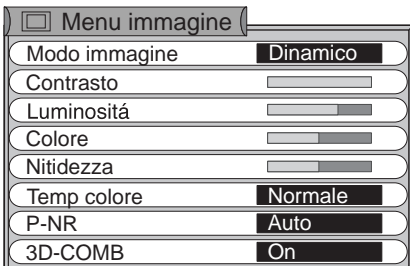 Menu immagine
Modo immagine Dinamico
Contrasto
Luminositá
Colore
Nitidezza
Temp colore Normale
P-NR Auto
3D-COMB On